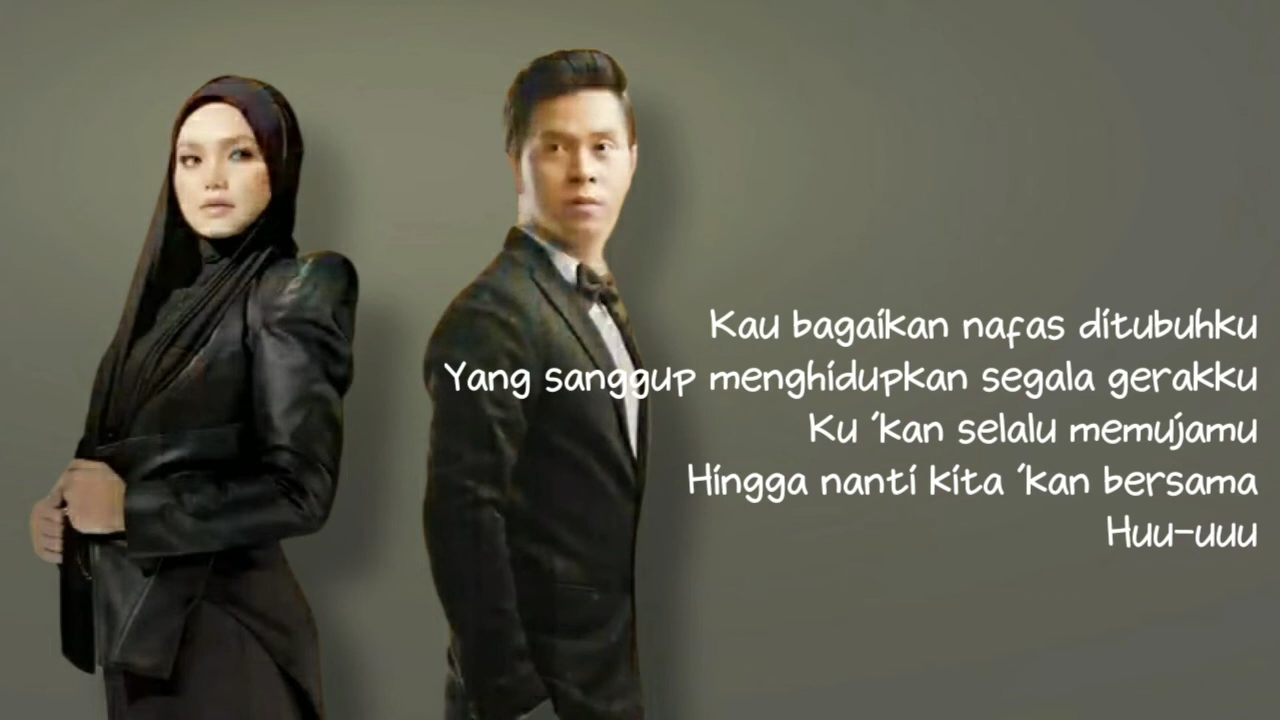 Kau bagaikan nafas ditubuhku
Yang sanggup menghidupkan segala gerakku
Ku 'kan selalu memujamu
Hingga nanti kita 'kan bersama
Huu-uuu